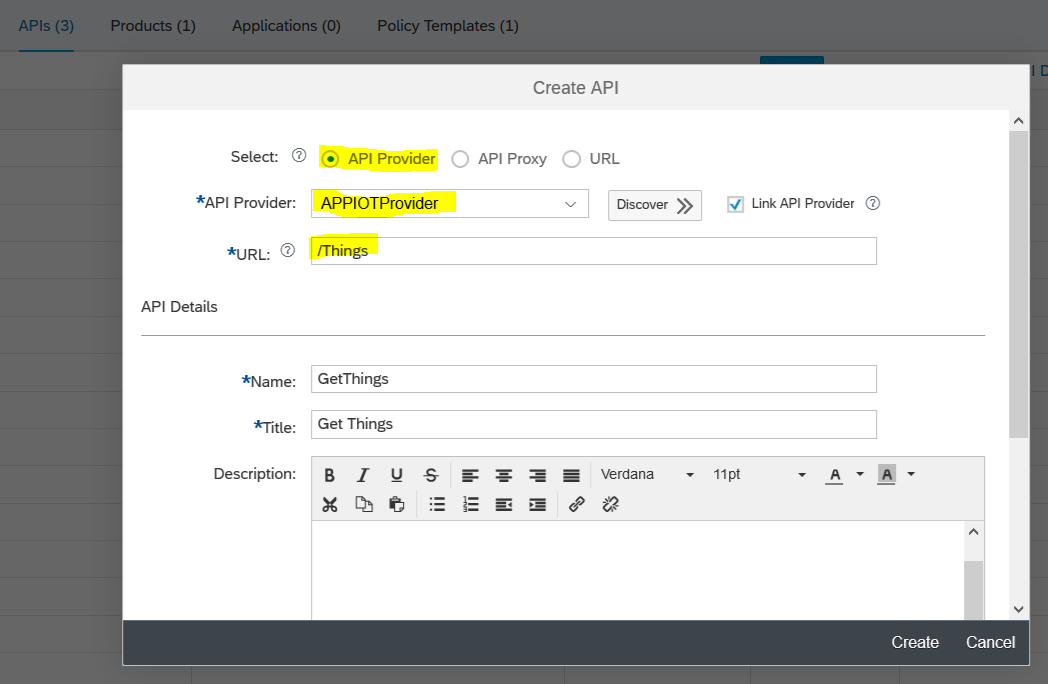 APIs (3) Products (1) Applications (0) Policy Templates (1)
Create API
Select: ? API Provider API Proxy URL
*API Provider: APPIOTProvider Discover Link API Provider ?
*URL: ? /Things
API Details
*Name: GetThings
*Title: Get Things
Description: B I U S Verdana 11pt A A
Create Cancel